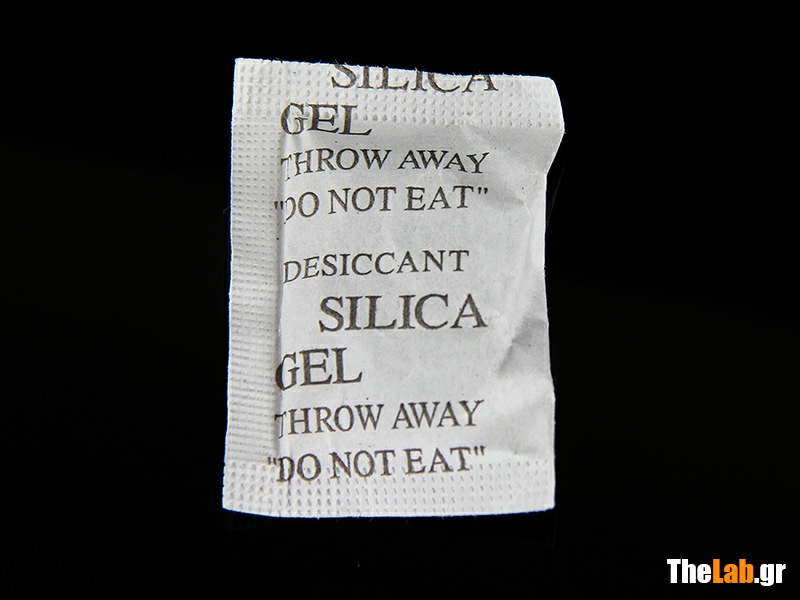 SILICA
GEL
THROW AWAY
"DO NOT EAT"
DESICCANT
SILICA
GEL
THROW AWAY
"DO NOT EAT"
TheLab.gr